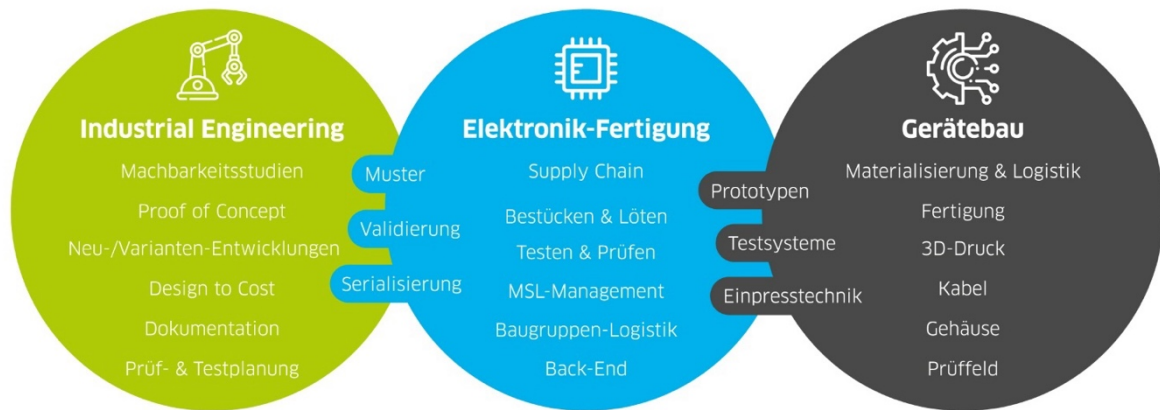 Industrial Engineering
Machbarkeitsstudien
Proof of Concept
Neu-/Varianten-Entwicklungen
Design to Cost
Dokumentation
Prüf- & Testplanung
Muster
Validierung
Serialisierung
Elektronik-Fertigung
Supply Chain
Bestücken & Löten
Testen & Prüfen
MSL-Management
Baugruppen-Logistik
Back-End
Prototypen
Testsysteme
Einpresstechnik
Gerätebau
Materialisierung & Logistik
Fertigung
3D-Druck
Kabel
Gehäuse
Prüffeld